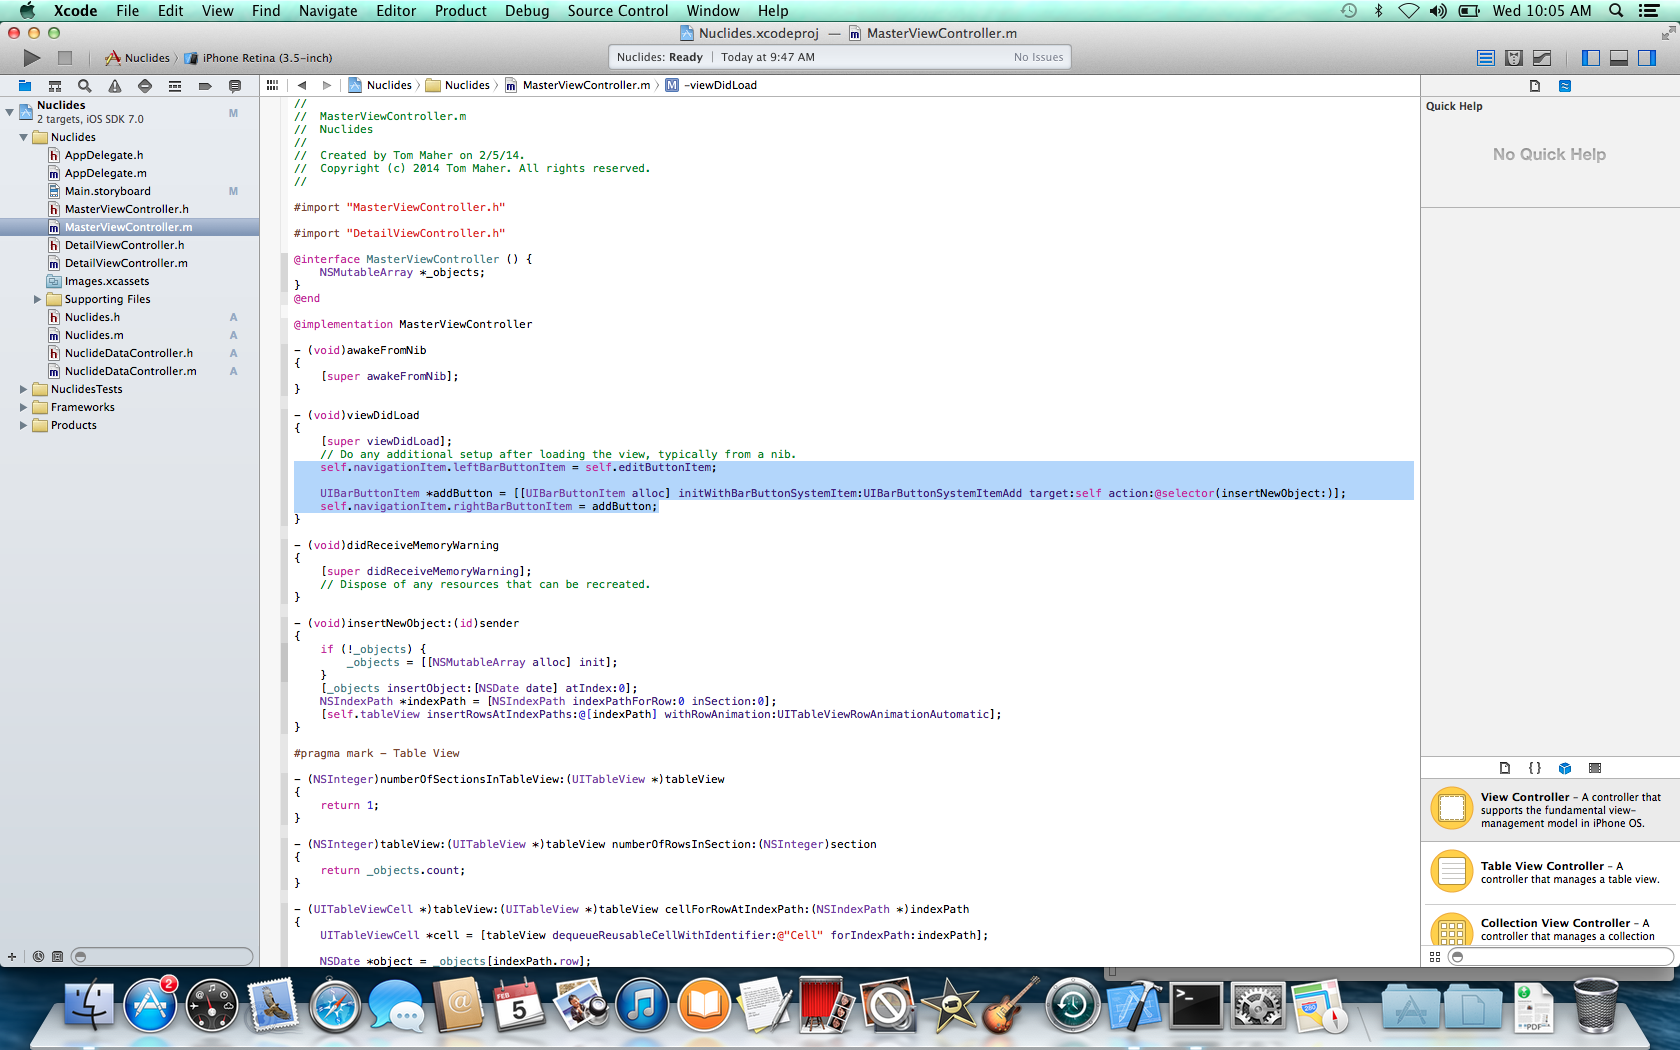 Xcode File Edit View Find Navigate Editor Product Debug Source Control Window Help
Wed 10:05 AM
Nuclides.xcodeproj — MasterViewController.m
Nuclides iPhone Retina (3.5-inch)
Nuclides: Ready | Today at 9:47 AM
No Issues
Nuclides
2 targets, iOS SDK 7.0
M
Nuclides
AppDelegate.h
AppDelegate.m
Main.storyboard M
MasterViewController.h
MasterViewController.m
DetailViewController.h
DetailViewController.m
Images.xcassets
Supporting Files
Nuclides.h A
Nuclides.m A
NuclideDataController.h A
NuclideDataController.m A
NuclidesTests
Frameworks
Products
Nuclides Nuclides MasterViewController.m M -viewDidLoad
//
//  MasterViewController.m
//  Nuclides
//
//  Created by Tom Maher on 2/5/14.
//  Copyright (c) 2014 Tom Maher. All rights reserved.
//
#import "MasterViewController.h"
#import "DetailViewController.h"
@interface MasterViewController () {
    NSMutableArray *_objects;
}
@end
@implementation MasterViewController
- (void)awakeFromNib
{
    [super awakeFromNib];
}
- (void)viewDidLoad
{
    [super viewDidLoad];
    // Do any additional setup after loading the view, typically from a nib.
    self.navigationItem.leftBarButtonItem = self.editButtonItem;
    UIBarButtonItem *addButton = [[UIBarButtonItem alloc] initWithBarButtonSystemItem:UIBarButtonSystemItemAdd target:self action:@selector(insertNewObject:)];
    self.navigationItem.rightBarButtonItem = addButton;
}
- (void)didReceiveMemoryWarning
{
    [super didReceiveMemoryWarning];
    // Dispose of any resources that can be recreated.
}
- (void)insertNewObject:(id)sender
{
    if (!_objects) {
        _objects = [[NSMutableArray alloc] init];
    }
    [_objects insertObject:[NSDate date] atIndex:0];
    NSIndexPath *indexPath = [NSIndexPath indexPathForRow:0 inSection:0];
    [self.tableView insertRowsAtIndexPaths:@[indexPath] withRowAnimation:UITableViewRowAnimationAutomatic];
}
#pragma mark - Table View
- (NSInteger)numberOfSectionsInTableView:(UITableView *)tableView
{
    return 1;
}
- (NSInteger)tableView:(UITableView *)tableView numberOfRowsInSection:(NSInteger)section
{
    return _objects.count;
}
- (UITableViewCell *)tableView:(UITableView *)tableView cellForRowAtIndexPath:(NSIndexPath *)indexPath
{
    UITableViewCell *cell = [tableView dequeueReusableCellWithIdentifier:@"Cell" forIndexPath:indexPath];
    NSDate *object = _objects[indexPath.row];
Quick Help
No Quick Help
{ }
View Controller - A controller that
supports the fundamental view-
management model in iPhone OS.
Table View Controller - A
controller that manages a table view.
Collection View Controller - A
controller that manages a collection
2
FEB
5
PDF